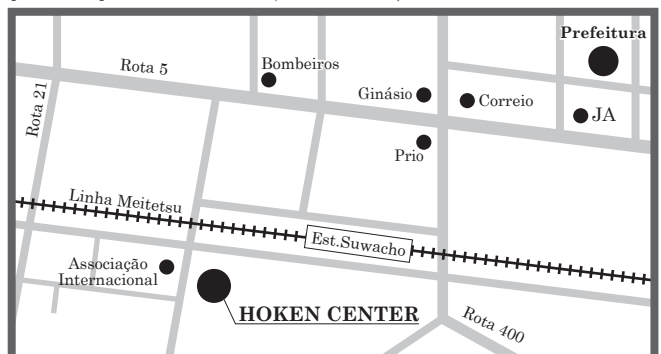 Prefeitura
Rota 5
Bombeiros
Ginásio
Correio
JA
Rota 21
Prio
Linha Meitetsu
Est.Suwacho
Associação
Internacional
HOKEN CENTER
Rota 400